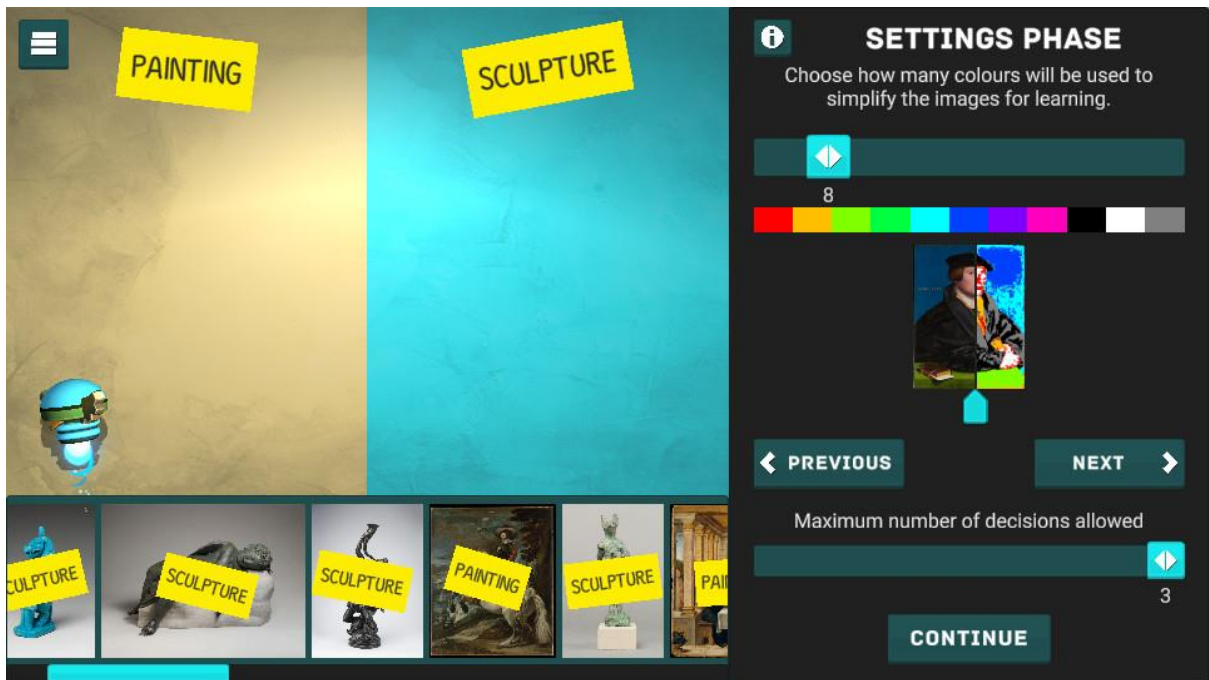 PAINTING
SCULPTURE
SETTINGS PHASE
Choose how many colours will be used to
simplify the images for learning.
8
PREVIOUS
NEXT
Maximum number of decisions allowed
3
CONTINUE
CULPTURE
SCULPTURE
SCULPTURE
PAINTING
SCULPTURE
PAI